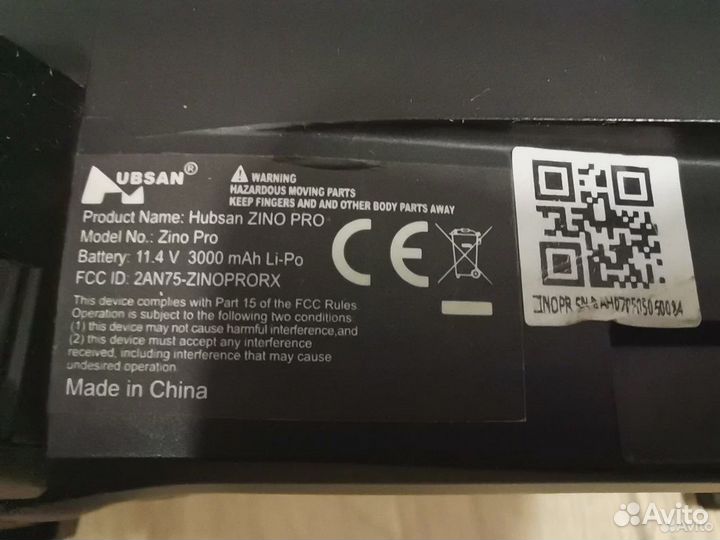 HUBSAN®
WARNING
HAZARDOUS MOVING PARTS
KEEP FINGERS AND AND OTHER BODY PARTS AWAY
Product Name: Hubsan ZINO PRO
Model No.: Zino Pro
Battery: 11.4 V 3000 mAh Li-Po
FCC ID: 2AN75-ZINOPRORX
CE
This device complies with Part 15 of the FCC Rules
Operation is subject to the following two conditions:
(1) this device may not cause harmful interference,and
(2) this device must accept any interference
received, including interference that may cause
undesired operation.
Made in China
Avito